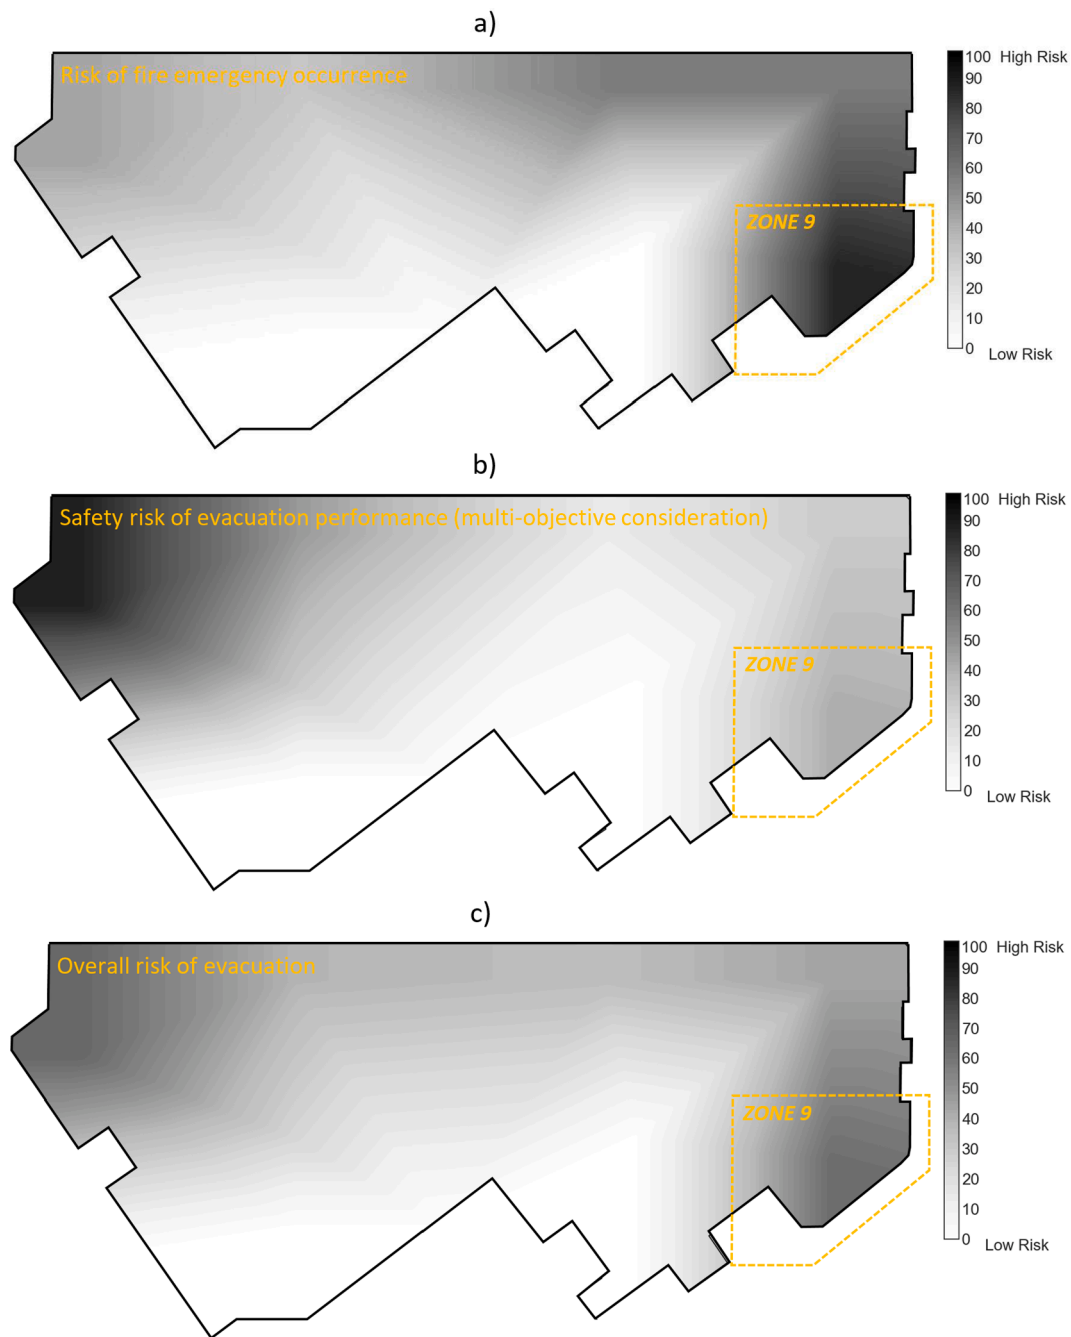 a)
Risk of fire emergency occurrence
ZONE 9
100 High Risk
90
80
70
60
50
40
30
20
10
0 Low Risk
b)
Safety risk of evacuation performance (multi-objective consideration)
ZONE 9
100 High Risk
90
80
70
60
50
40
30
20
10
0 Low Risk
c)
Overall risk of evacuation
ZONE 9
100 High Risk
90
80
70
60
50
40
30
20
10
0 Low Risk